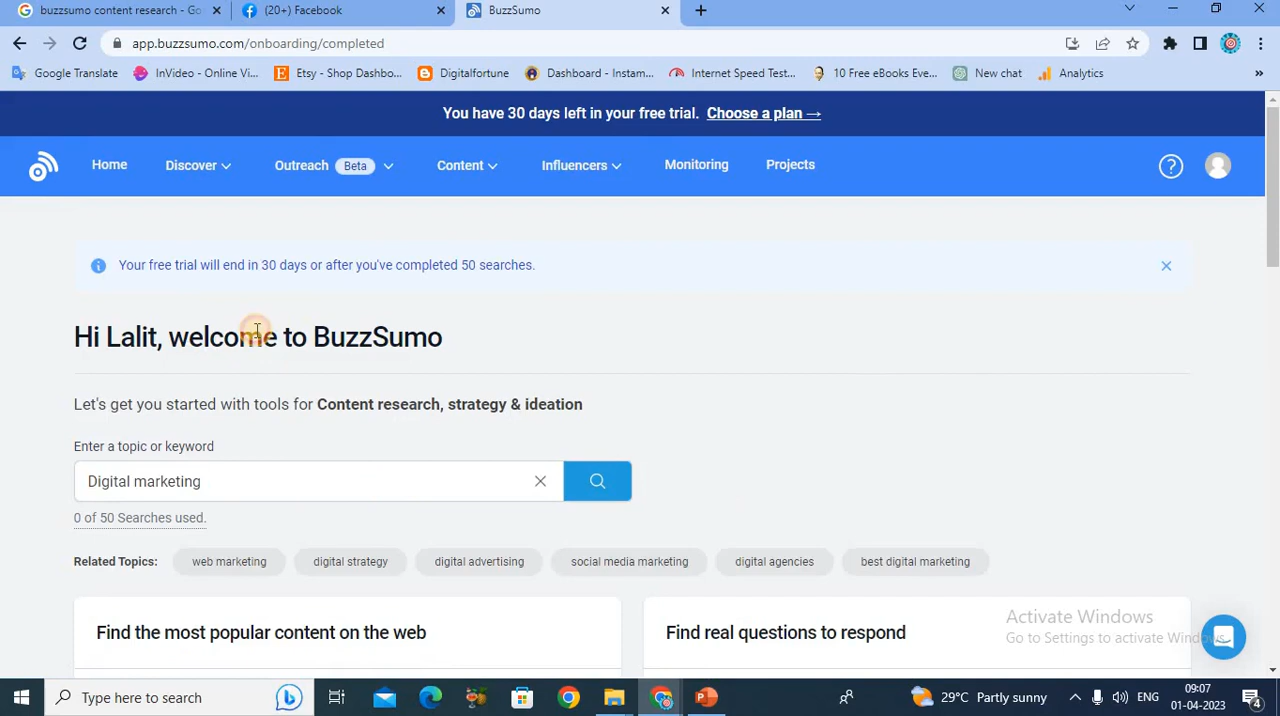 buzzsumo content research - Go
(20+) Facebook
BuzzSumo
app.buzzsumo.com/onboarding/completed
Google Translate
InVideo - Online Vi...
Etsy - Shop Dashbo...
Digitalfortune
Dashboard - Instam...
Internet Speed Test...
10 Free eBooks Eve...
New chat
Analytics
»
You have 30 days left in your free trial. Choose a plan →
Home
Discover
Outreach Beta
Content
Influencers
Monitoring
Projects
Your free trial will end in 30 days or after you've completed 50 searches.
Hi Lalit, welcome to BuzzSumo
Let's get you started with tools for Content research, strategy & ideation
Enter a topic or keyword
Digital marketing
0 of 50 Searches used.
Related Topics: web marketing digital strategy digital advertising social media marketing digital agencies best digital marketing
Find the most popular content on the web
Find real questions to respond
Activate Windows
Go to Settings to activate Windows.
Type here to search
29°C Partly sunny
ENG
09:07
01-04-2023
4